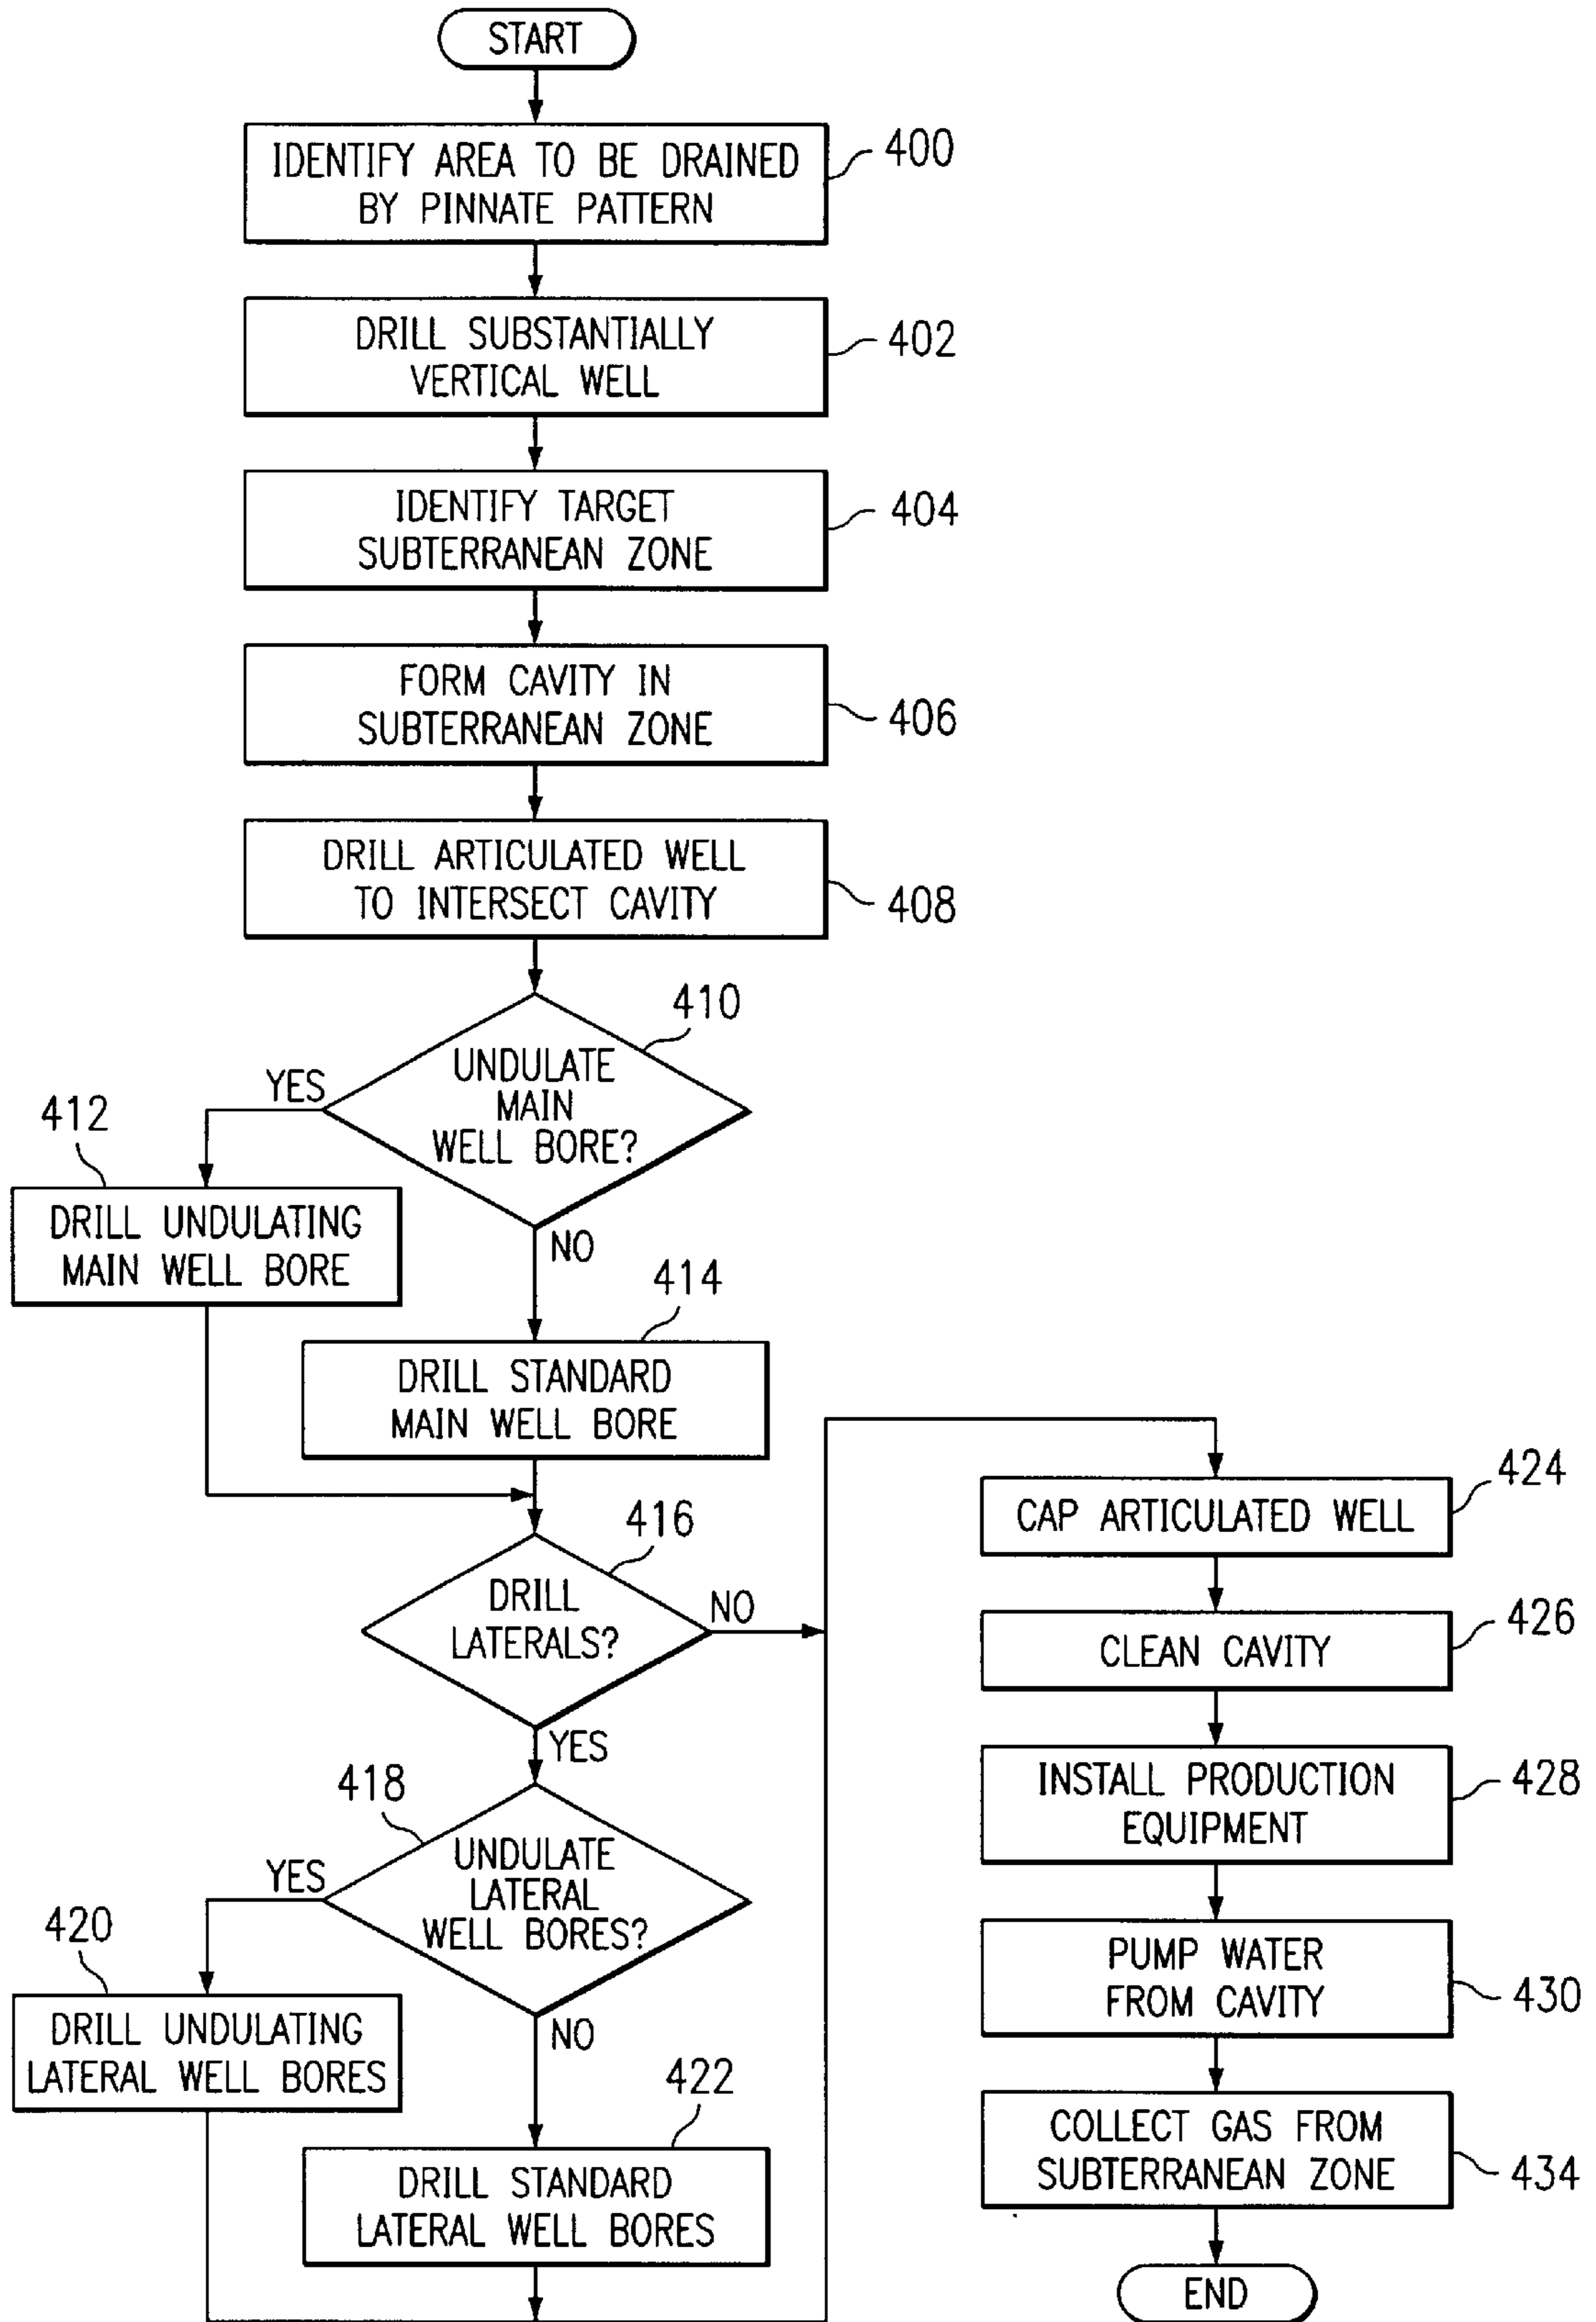 START
IDENTIFY AREA TO BE DRAINED
BY PINNATE PATTERN
400
DRILL SUBSTANTIALLY
VERTICAL WELL
402
IDENTIFY TARGET
SUBTERRANEAN ZONE
404
FORM CAVITY IN
SUBTERRANEAN ZONE
406
DRILL ARTICULATED WELL
TO INTERSECT CAVITY
408
410
UNDULATE
MAIN
WELL BORE?
YES
NO
412
DRILL UNDULATING
MAIN WELL BORE
414
DRILL STANDARD
MAIN WELL BORE
416
DRILL
LATERALS?
NO
YES
418
UNDULATE
LATERAL
WELL BORES?
YES
NO
420
DRILL UNDULATING
LATERAL WELL BORES
422
DRILL STANDARD
LATERAL WELL BORES
CAP ARTICULATED WELL
424
CLEAN CAVITY
426
INSTALL PRODUCTION
EQUIPMENT
428
PUMP WATER
FROM CAVITY
430
COLLECT GAS FROM
SUBTERRANEAN ZONE
434
END